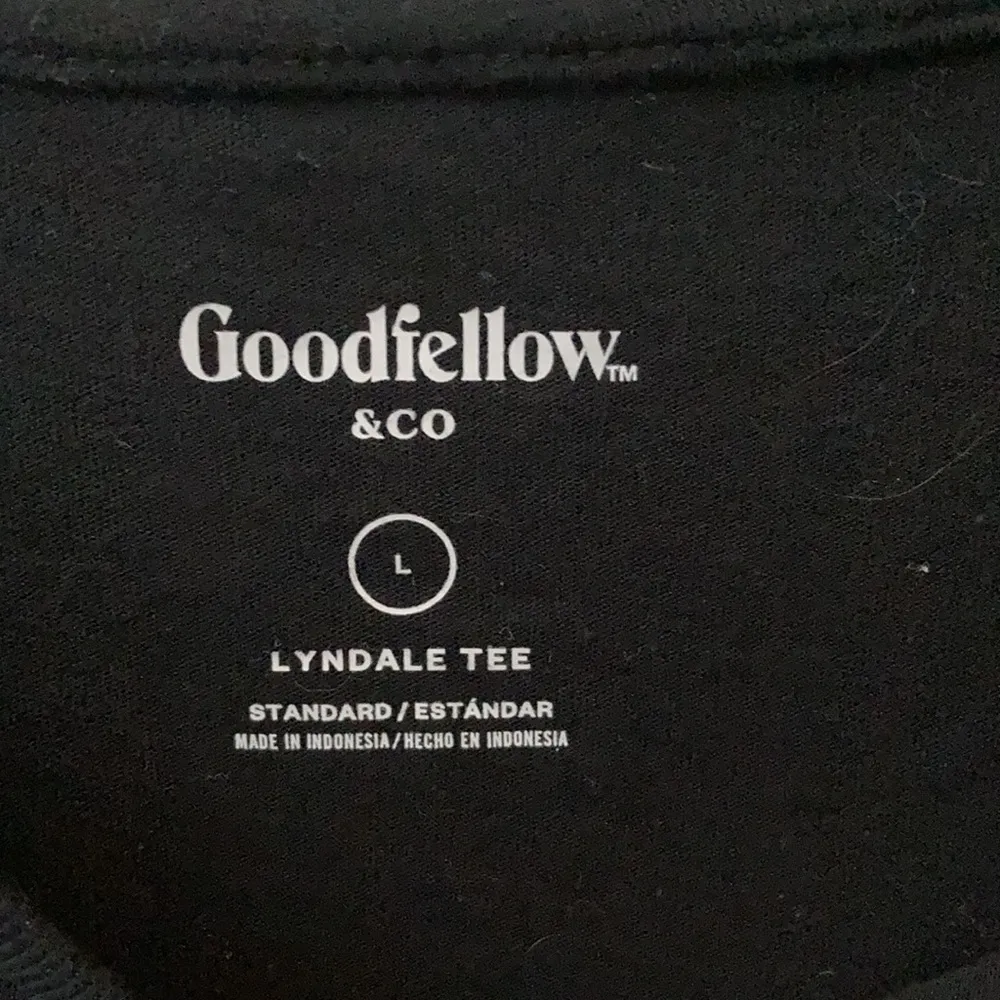 Goodfellow™
&CO
L
LYNDALE TEE
STANDARD / ESTÁNDAR
MADE IN INDONESIA / HECHO EN INDONESIA